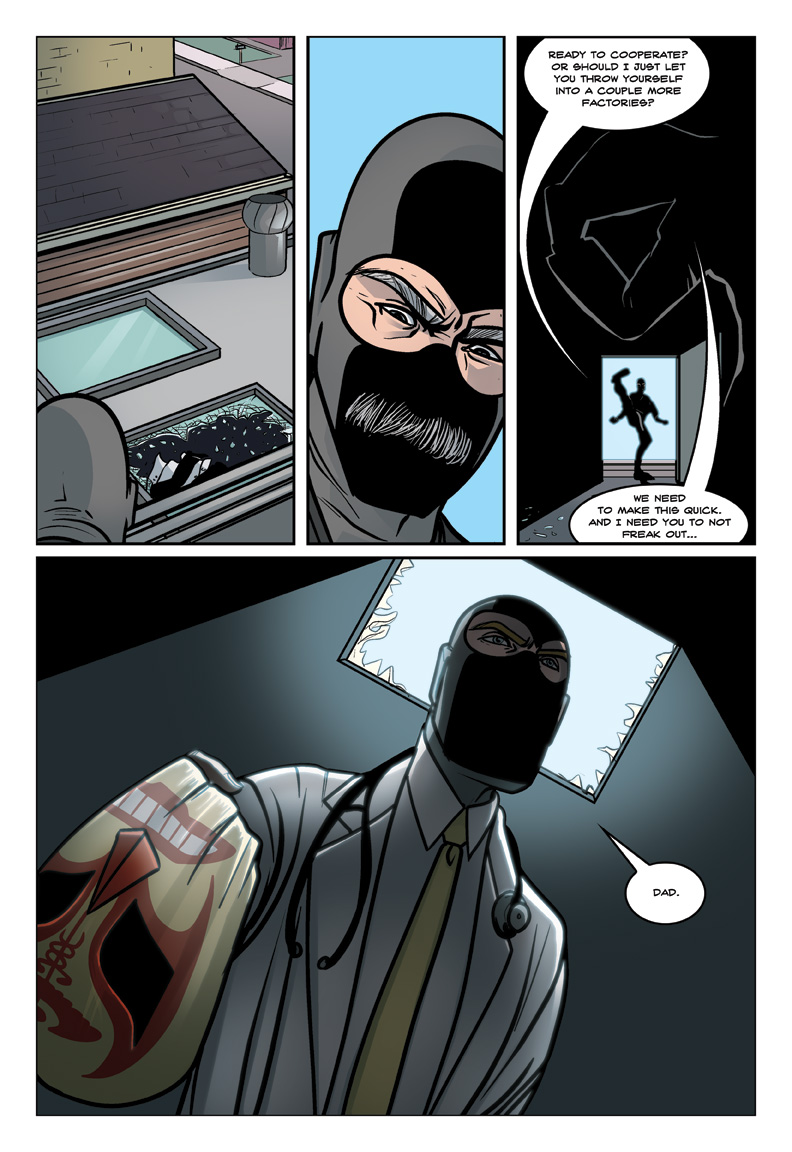 READY TO COOPERATE?
OR SHOULD I JUST LET
YOU THROW YOURSELF
INTO A COUPLE MORE
FACTORIES?
WE NEED
TO MAKE THIS QUICK.
AND I NEED YOU TO NOT
FREAK OUT...
DAD.